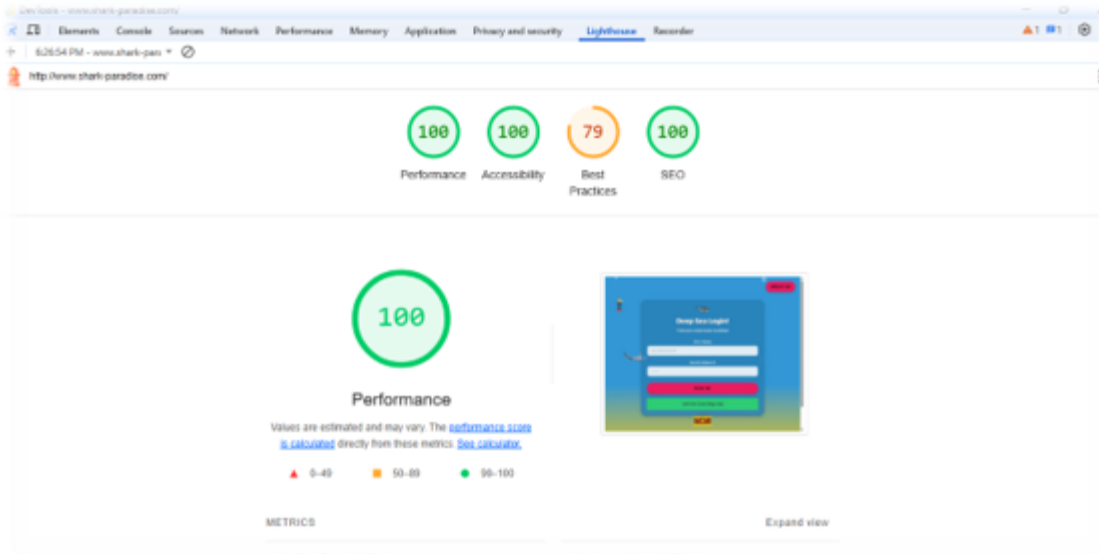 DevTools - www.shark-paradise.com/
Elements Console Sources Network Performance Memory Application Privacy and security Lighthouse Recorder
1 1
6:26:54 PM - www.shark-para
http://www.shark-paradise.com/
100 100 79 100
Performance Accessibility Best Practices SEO
100
Performance
Values are estimated and may vary. The performance score
is calculated directly from these metrics. See calculator.
0–49 50–89 90–100
METRICS Expand view
Deep Sea Login!